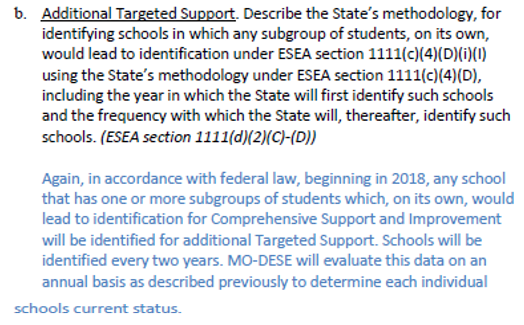 b. Additional Targeted Support. Describe the State's methodology, for
identifying schools in which any subgroup of students, on its own,
would lead to identification under ESEA section 1111(c)(4)(D)(i)(I)
using the State's methodology under ESEA section 1111(c)(4)(D),
including the year in which the State will first identify such schools
and the frequency with which the State will, thereafter, identify such
schools. (ESEA section 1111(d)(2)(C)-(D))
Again, in accordance with federal law, beginning in 2018, any school
that has one or more subgroups of students which, on its own, would
lead to identification for Comprehensive Support and Improvement
will be identified for additional Targeted Support. Schools will be
identified every two years. MO-DESE will evaluate this data on an
annual basis as described previously to determine each individual
schools current status.